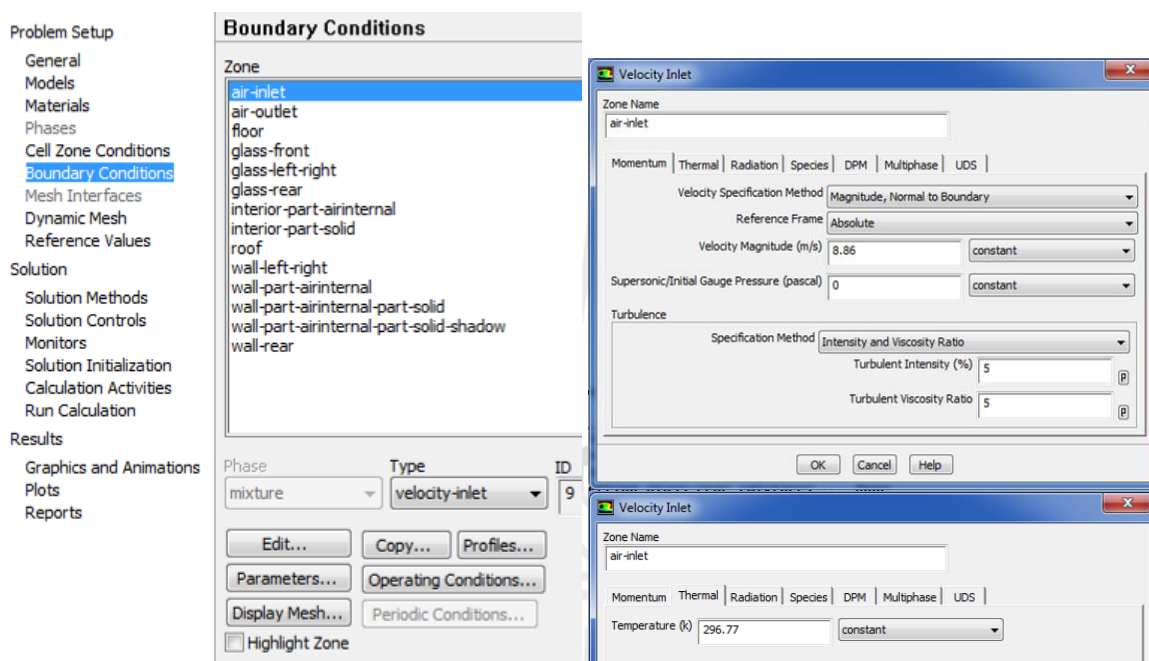 Problem Setup
General
Models
Materials
Phases
Cell Zone Conditions
Boundary Conditions
Mesh Interfaces
Dynamic Mesh
Reference Values
Solution
Solution Methods
Solution Controls
Monitors
Solution Initialization
Calculation Activities
Run Calculation
Results
Graphics and Animations
Plots
Reports
Boundary Conditions
Zone
air-inlet
air-outlet
floor
glass-front
glass-left-right
glass-rear
interior-part-airinternal
interior-part-solid
roof
wall-left-right
wall-part-airinternal
wall-part-airinternal-part-solid
wall-part-airinternal-part-solid-shadow
wall-rear
Phase Type ID
mixture velocity-inlet 9
Edit... Copy... Profiles...
Parameters... Operating Conditions...
Display Mesh... Periodic Conditions...
Highlight Zone
Velocity Inlet X
Zone Name
air-inlet
Momentum Thermal Radiation Species DPM Multiphase UDS
Velocity Specification Method Magnitude, Normal to Boundary
Reference Frame Absolute
Velocity Magnitude (m/s) 8.86 constant
Supersonic/Initial Gauge Pressure (pascal) 0 constant
Turbulence
Specification Method Intensity and Viscosity Ratio
Turbulent Intensity (%) 5 P
Turbulent Viscosity Ratio 5 P
OK Cancel Help
Velocity Inlet X
Zone Name
air-inlet
Momentum Thermal Radiation Species DPM Multiphase UDS
Temperature (k) 296.77 constant